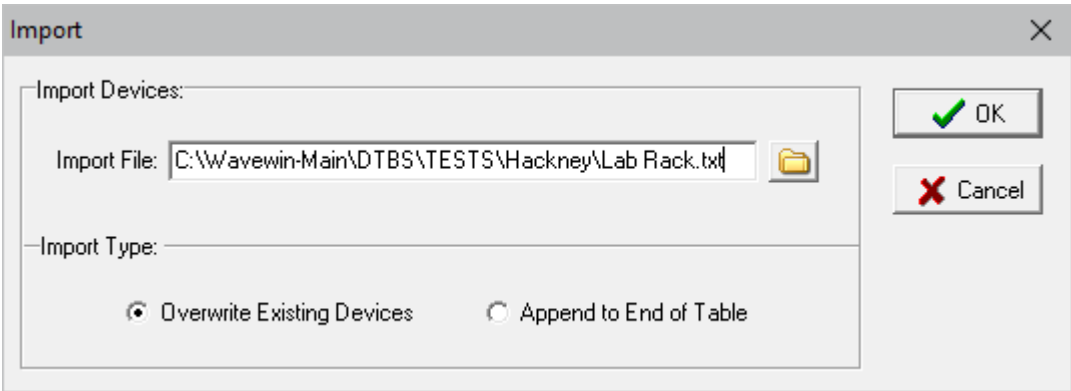 Import
Import Devices:
Import File: C:\Wavewin-Main\DTBS\TESTS\Hackney\Lab Rack.txt
OK
Cancel
Import Type:
Overwrite Existing Devices
Append to End of Table